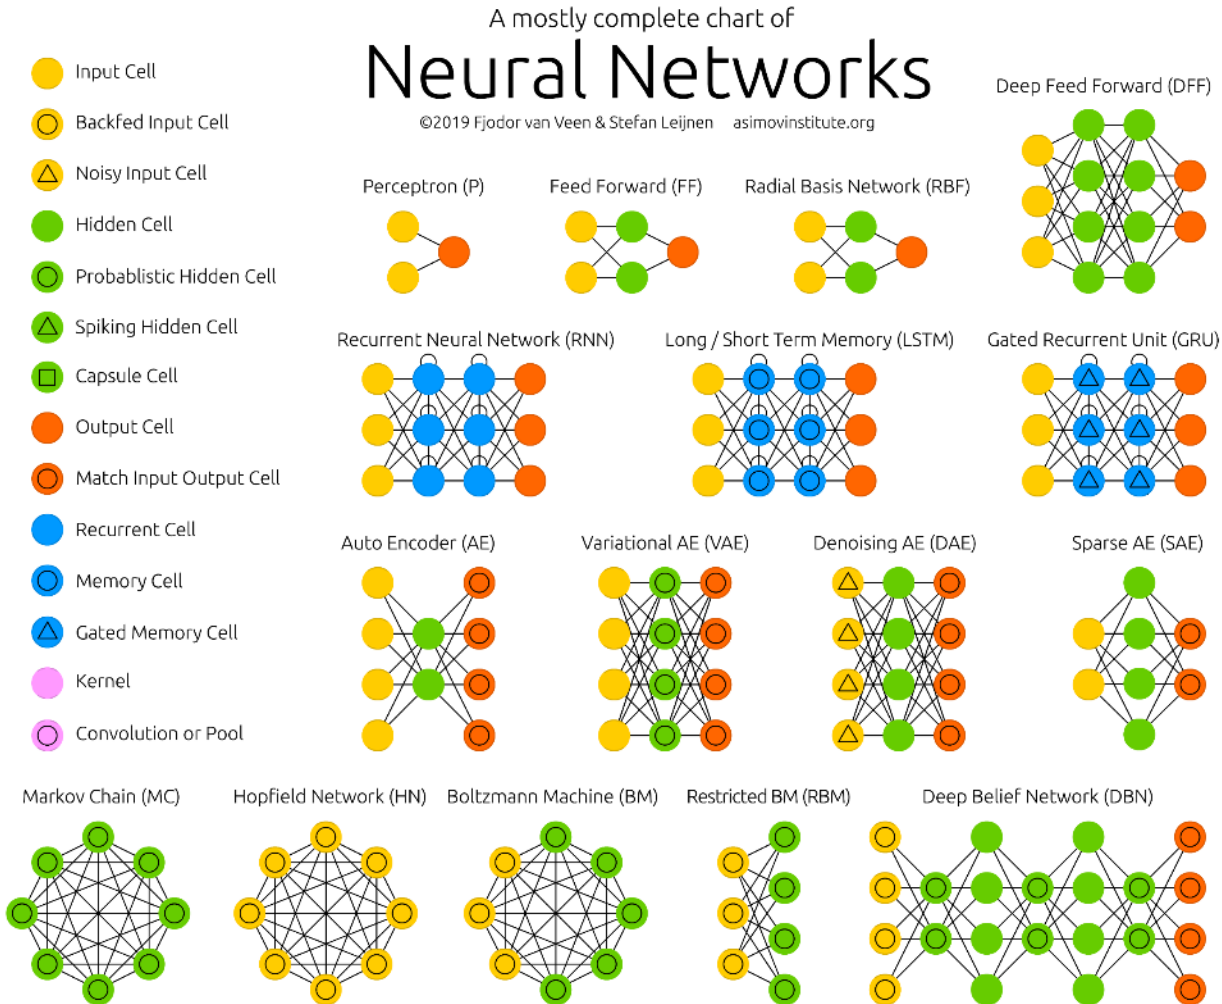 A mostly complete chart of
Neural Networks
©2019 Fjodor van Veen & Stefan Leijnen asimovinstitute.org
Input Cell
Backfed Input Cell
Noisy Input Cell
Hidden Cell
Probablistic Hidden Cell
Spiking Hidden Cell
Capsule Cell
Output Cell
Match Input Output Cell
Recurrent Cell
Memory Cell
Gated Memory Cell
Kernel
Convolution or Pool
Deep Feed Forward (DFF)
Perceptron (P)
Feed Forward (FF)
Radial Basis Network (RBF)
Recurrent Neural Network (RNN)
Long / Short Term Memory (LSTM)
Gated Recurrent Unit (GRU)
Auto Encoder (AE)
Variational AE (VAE)
Denoising AE (DAE)
Sparse AE (SAE)
Markov Chain (MC)
Hopfield Network (HN)
Boltzmann Machine (BM)
Restricted BM (RBM)
Deep Belief Network (DBN)